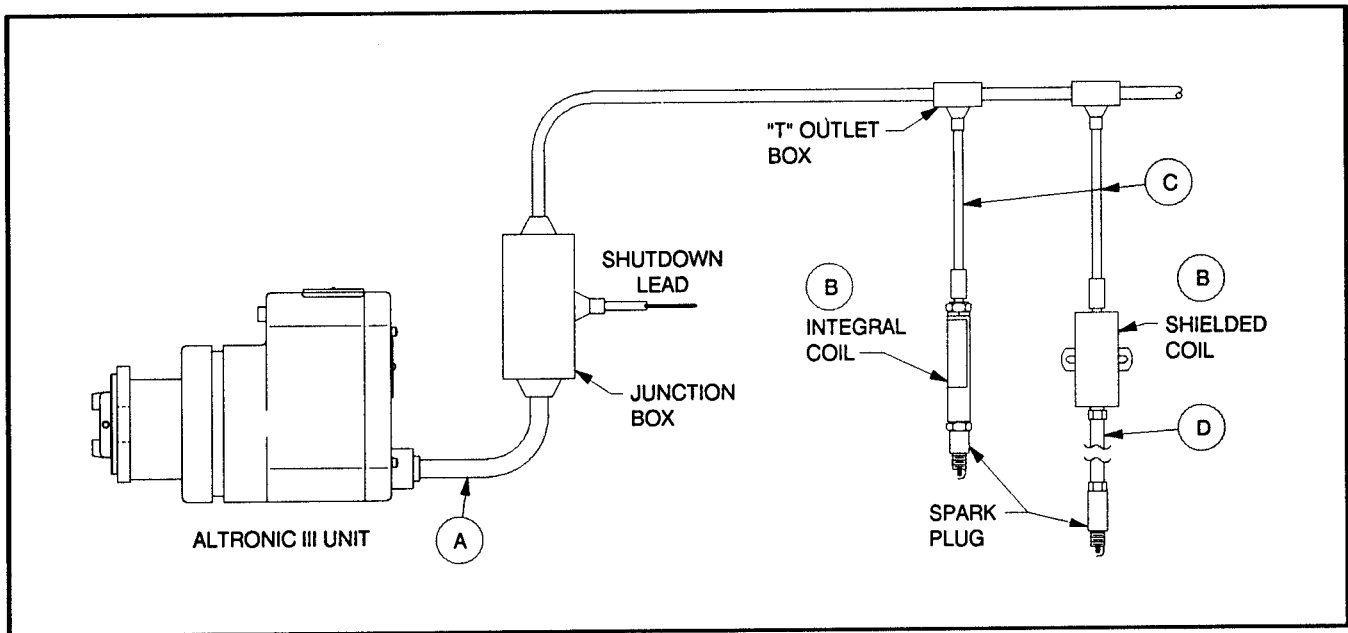 "T" OUTLET
BOX
C
SHUTDOWN
LEAD
B
INTEGRAL
COIL
B
SHIELDED
COIL
JUNCTION
BOX
D
SPARK
PLUG
ALTRONIC III UNIT
A